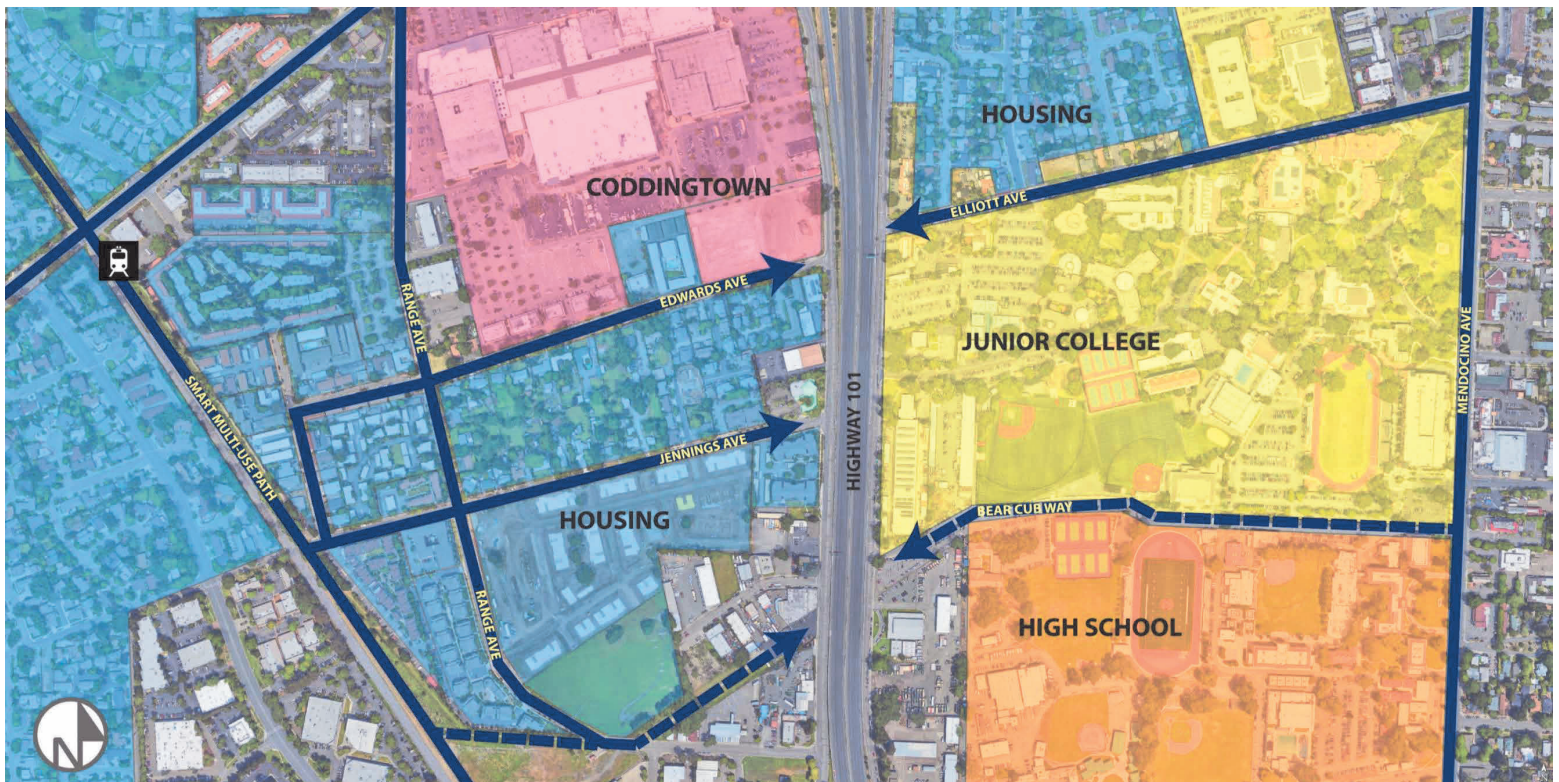 HOUSING
CODDINGTOWN
ELLIOTT AVE
EDWARDS AVE
RANGE AVE
JUNIOR COLLEGE
HIGHWAY 101
MENDOCINO AVE
SMART MULTI-USE PATH
JENNINGS AVE
HOUSING
BEAR CUB WAY
RANGE AVE
HIGH SCHOOL
N